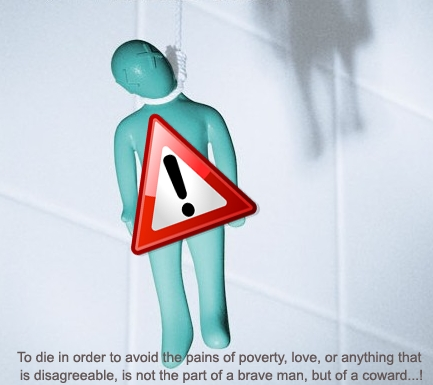 To die in order to avoid the pains of poverty, love, or anything that
is disagreeable, is not the part of a brave man, but of a coward...!